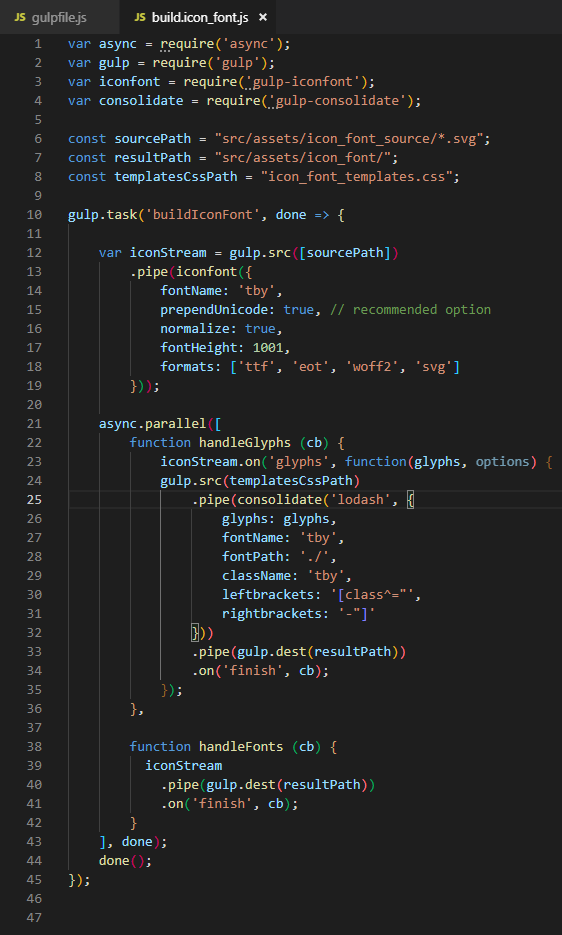 JS gulpfile.js JS build.icon_font.js ×
1 var async = require('async');
2 var gulp = require('gulp');
3 var iconfont = require('gulp-iconfont');
4 var consolidate = require('gulp-consolidate');
5
6 const sourcePath = "src/assets/icon_font_source/*.svg";
7 const resultPath = "src/assets/icon_font/";
8 const templatesCssPath = "icon_font_templates.css";
9
10 gulp.task('buildIconFont', done => {
11
12     var iconStream = gulp.src([sourcePath])
13         .pipe(iconfont({
14             fontName: 'tby',
15             prependUnicode: true, // recommended option
16             normalize: true,
17             fontHeight: 1001,
18             formats: ['ttf', 'eot', 'woff2', 'svg']
19         }));
20
21     async.parallel([
22         function handleGlyphs (cb) {
23             iconStream.on('glyphs', function(glyphs, options) {
24             gulp.src(templatesCssPath)
25                 .pipe(consolidate('lodash', {
26                     glyphs: glyphs,
27                     fontName: 'tby',
28                     fontPath: './',
29                     className: 'tby',
30                     leftbrackets: '[class^="',
31                     rightbrackets: '-"]'
32                 }))
33                 .pipe(gulp.dest(resultPath))
34                 .on('finish', cb);
35             });
36         },
37
38         function handleFonts (cb) {
39           iconStream
40             .pipe(gulp.dest(resultPath))
41             .on('finish', cb);
42         }
43     ], done);
44     done();
45 });
46
47